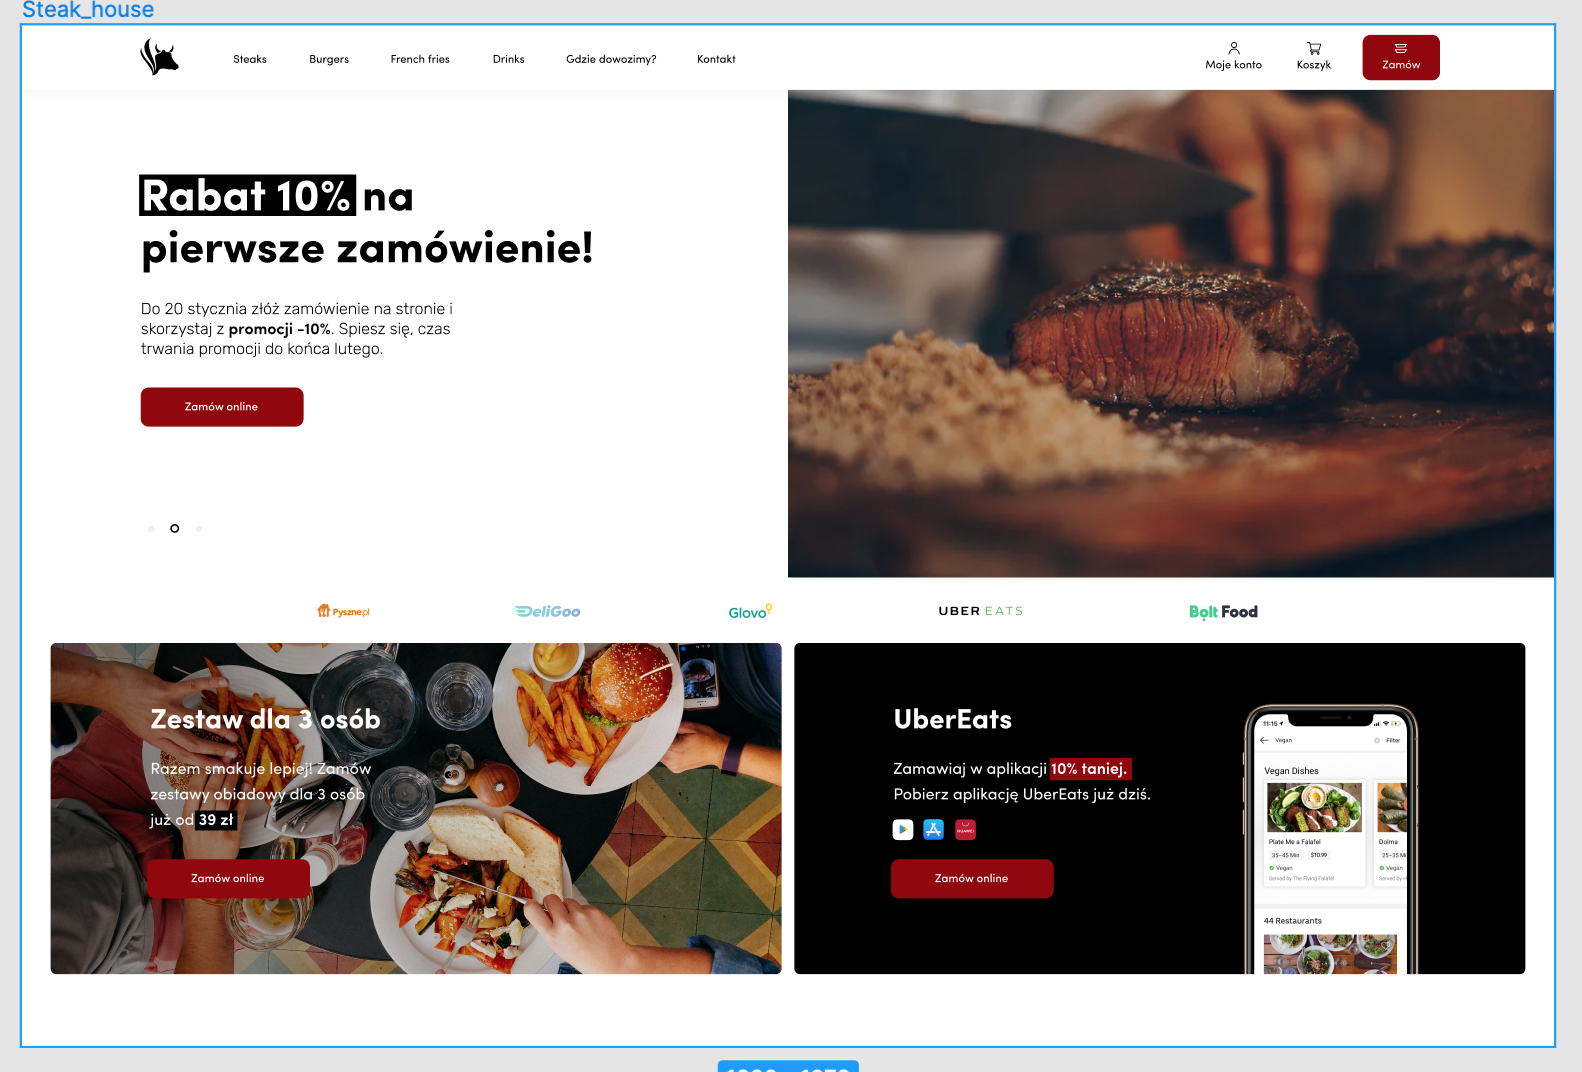 Steak_house
Steaks Burgers French fries Drinks Gdzie dowozimy? Kontakt Moje konto Koszyk Zamów
Rabat 10% na
pierwsze zamówienie!
Do 20 stycznia złóż zamówienie na stronie i
skorzystaj z promocji -10%. Spiesz się, czas
trwania promocji do końca lutego.
Zamów online
Pyszne.pl DeliGoo Glovo UBER EATS Bolt Food
Zestaw dla 3 osób
Razem smakuje lepiej! Zamów
zestawy obiadowy dla 3 osób
już od 39 zł
Zamów online
UberEats
Zamawiaj w aplikacji 10% taniej.
Pobierz aplikację UberEats już dziś.
HUAWEI
Zamów online
11:15
Vegan Filter
Vegan Dishes
Plate Me a Falafel Dolma
35–45 Min $10.99 25–35 Mi
Vegan Vegan
Served by The Flying Falafel Served by H
44 Restaurants